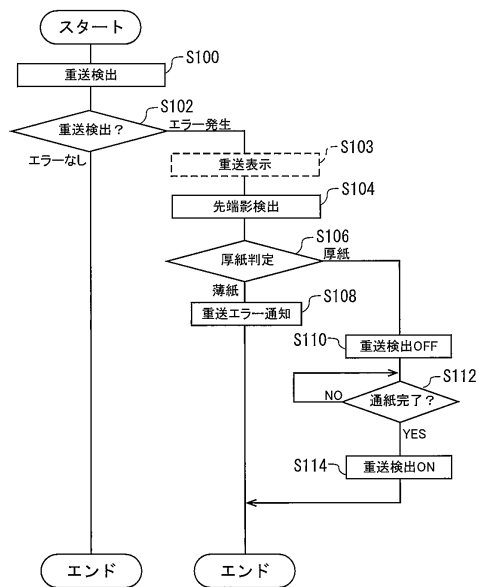 スタート
S100
重送検出
S102
重送検出？
エラー発生
エラーなし
S103
重送表示
S104
先端影検出
S106
厚紙判定
厚紙
薄紙
S108
重送エラー通知
S110
重送検出OFF
S112
通紙完了？
NO
YES
S114
重送検出ON
エンド
エンド